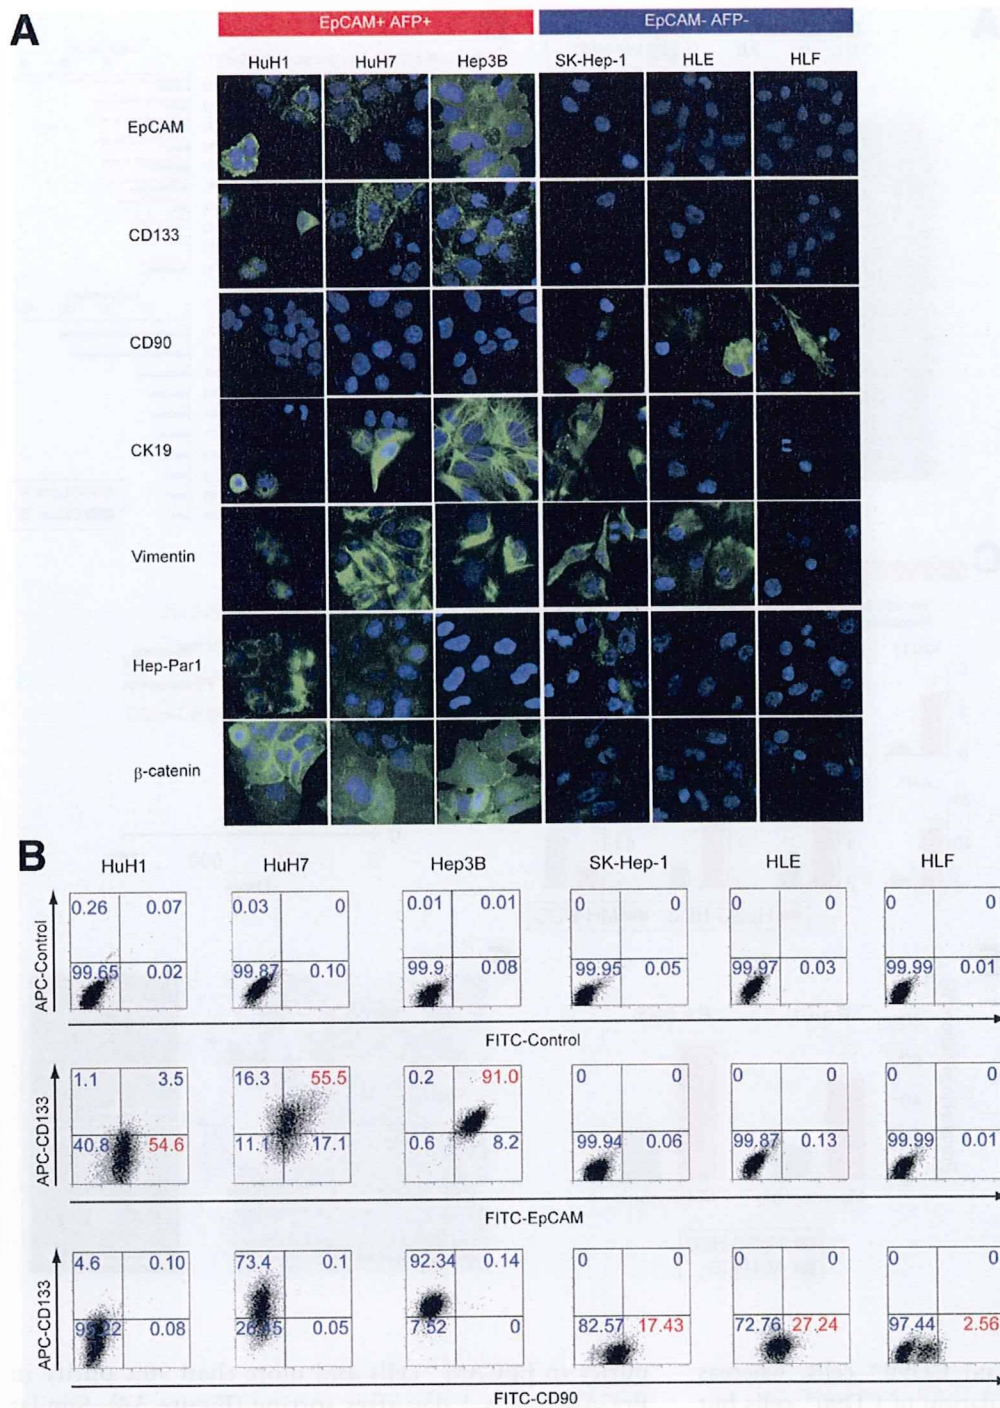 A
EpCAM+ AFP+ EpCAM- AFP-
HuH1 HuH7 Hep3B SK-Hep-1 HLE HLF
EpCAM
CD133
CD90
CK19
Vimentin
Hep-Par1
β-catenin
B
HuH1 HuH7 Hep3B SK-Hep-1 HLE HLF
APC-Control
0.26 0.07 0.03 0 0.01 0.01 0 0 0 0 0 0
99.65 0.02 99.87 0.10 99.9 0.08 99.95 0.05 99.97 0.03 99.99 0.01
FITC-Control
APC-CD133
1.1 3.5 16.3 55.5 0.2 91.0 0 0 0 0 0 0
40.8 54.6 11.1 17.1 0.6 8.2 99.94 0.06 99.87 0.13 99.99 0.01
FITC-EpCAM
APC-CD133
4.6 0.10 73.4 0.1 92.34 0.14 0 0 0 0 0 0
0.08 0.05 7.52 0 82.57 17.43 72.76 27.24 97.44 2.56
FITC-CD90